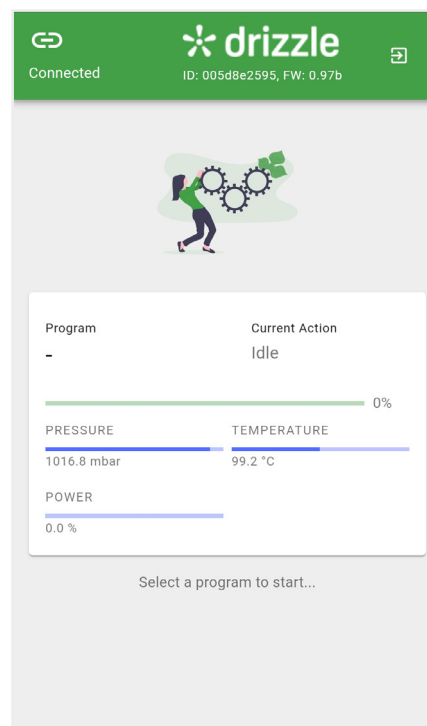 drizzle
Connected
ID: 005d8e2595, FW: 0.97b
Program
Current Action
-
Idle
0%
PRESSURE
TEMPERATURE
1016.8 mbar
99.2 °C
POWER
0.0 %
Select a program to start...